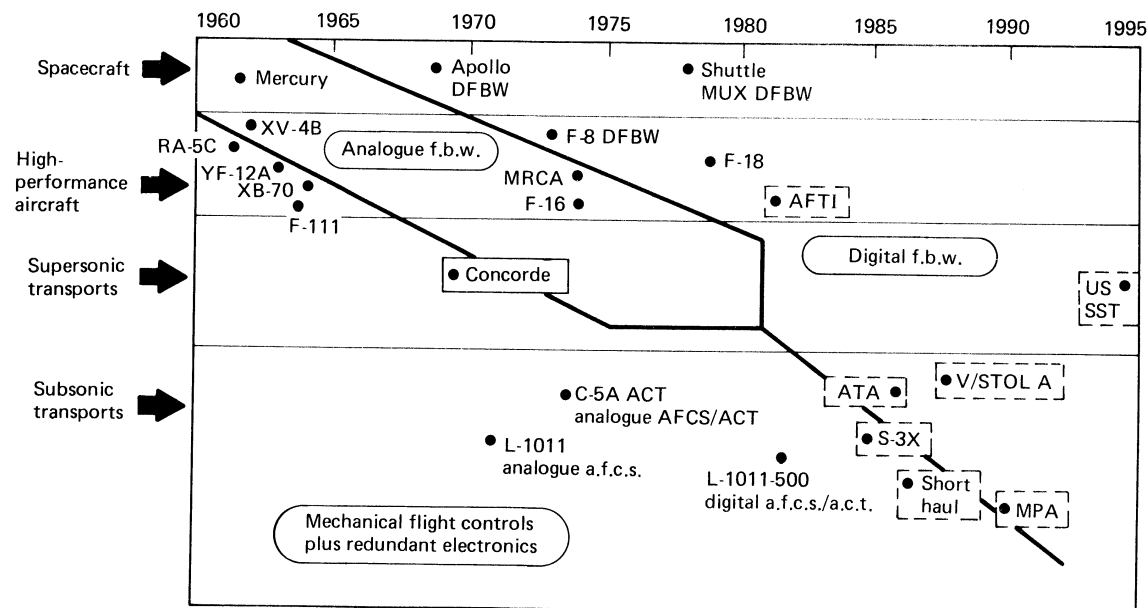 1960 1965 1970 1975 1980 1985 1990 1995
Spacecraft
Mercury
Apollo
DFBW
Shuttle
MUX DFBW
High-
performance
aircraft
XV-4B
RA-5C
YF-12A
XB-70
F-111
Analogue f.b.w.
F-8 DFBW
MRCA
F-16
F-18
AFTI
Supersonic
transports
Concorde
Digital f.b.w.
US
SST
Subsonic
transports
C-5A ACT
analogue AFCS/ACT
L-1011
analogue a.f.c.s.
L-1011-500
digital a.f.c.s./a.c.t.
ATA
V/STOL A
S-3X
Short
haul
MPA
Mechanical flight controls
plus redundant electronics